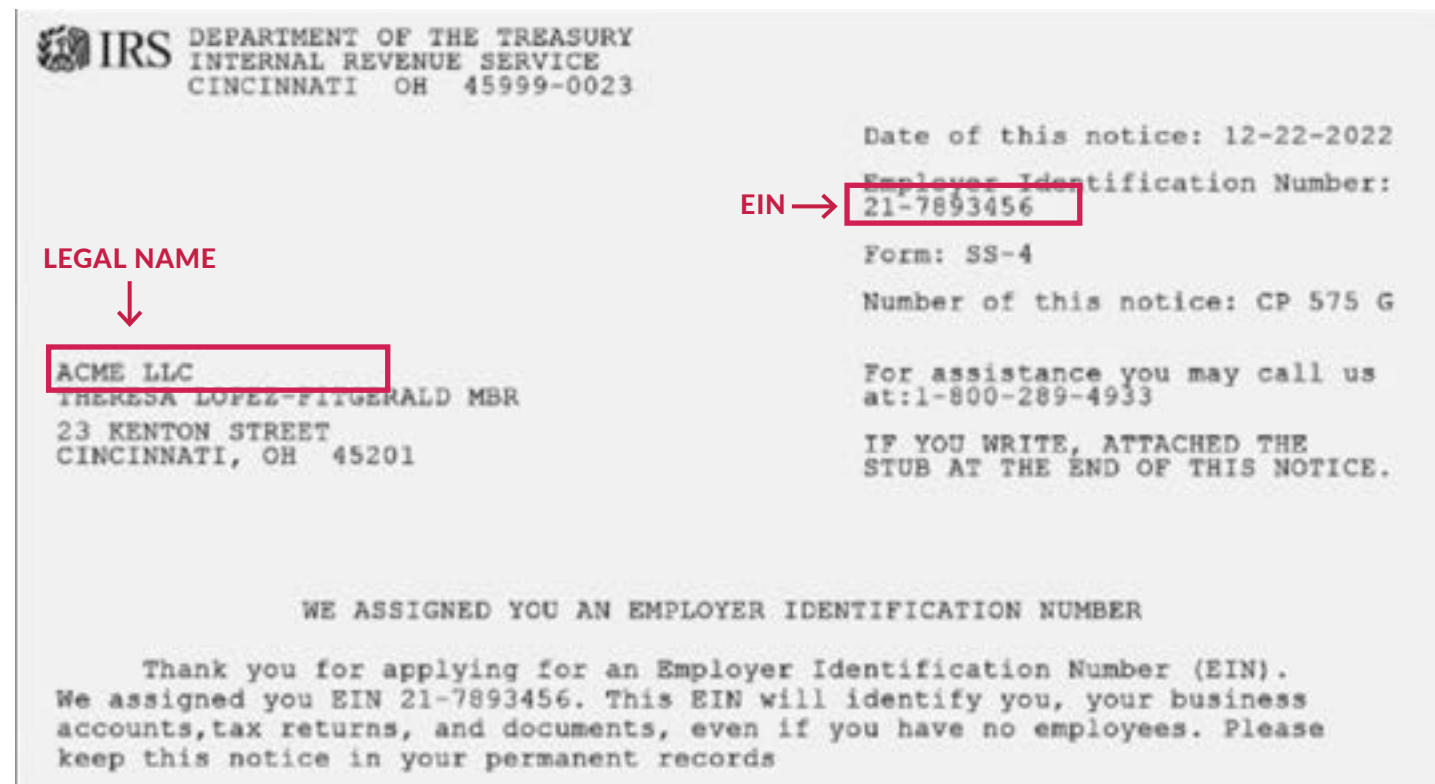 IRS DEPARTMENT OF THE TREASURY
INTERNAL REVENUE SERVICE
CINCINNATI OH 45999-0023
Date of this notice: 12-22-2022
Employer Identification Number:
EIN
21-7893456
LEGAL NAME
Form: SS-4
Number of this notice: CP 575 G
ACME LLC
THERESA LOPEZ-FITGERALD MBR
23 KENTON STREET
CINCINNATI, OH 45201
For assistance you may call us
at:1-800-289-4933
IF YOU WRITE, ATTACHED THE
STUB AT THE END OF THIS NOTICE.
WE ASSIGNED YOU AN EMPLOYER IDENTIFICATION NUMBER
Thank you for applying for an Employer Identification Number (EIN).
We assigned you EIN 21-7893456. This EIN will identify you, your business
accounts,tax returns, and documents, even if you have no employees. Please
keep this notice in your permanent records